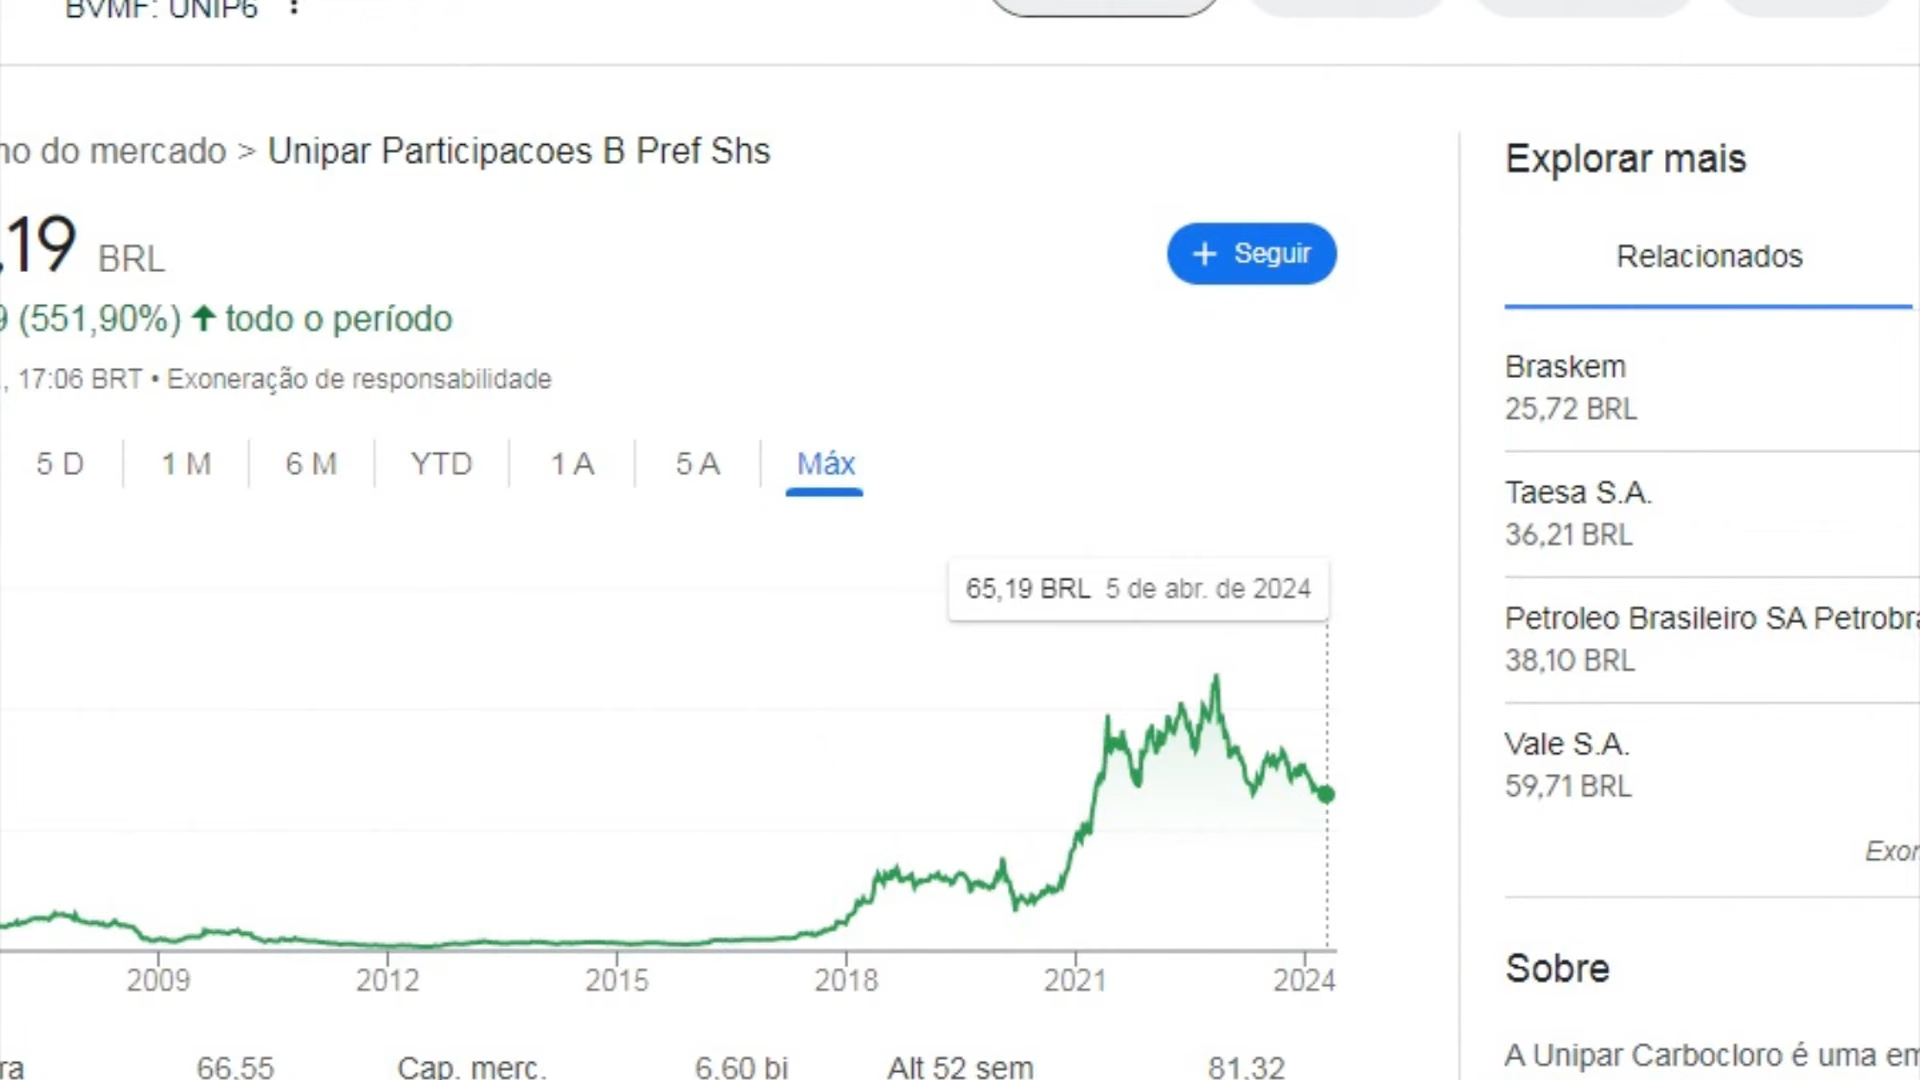 BVMF: UNIP6
no do mercado > Unipar Participacoes B Pref Shs
,19 BRL
9 (551,90%) ↑ todo o período
, 17:06 BRT • Exoneração de responsabilidade
+ Seguir
5 D
1 M
6 M
YTD
1 A
5 A
Máx
65,19 BRL 5 de abr. de 2024
2009
2012
2015
2018
2021
2024
ra 66,55 Cap. merc. 6,60 bi Alt 52 sem 81,32
Explorar mais
Relacionados
Braskem
25,72 BRL
Taesa S.A.
36,21 BRL
Petroleo Brasileiro SA Petrobra
38,10 BRL
Vale S.A.
59,71 BRL
Exon
Sobre
A Unipar Carbocloro é uma em